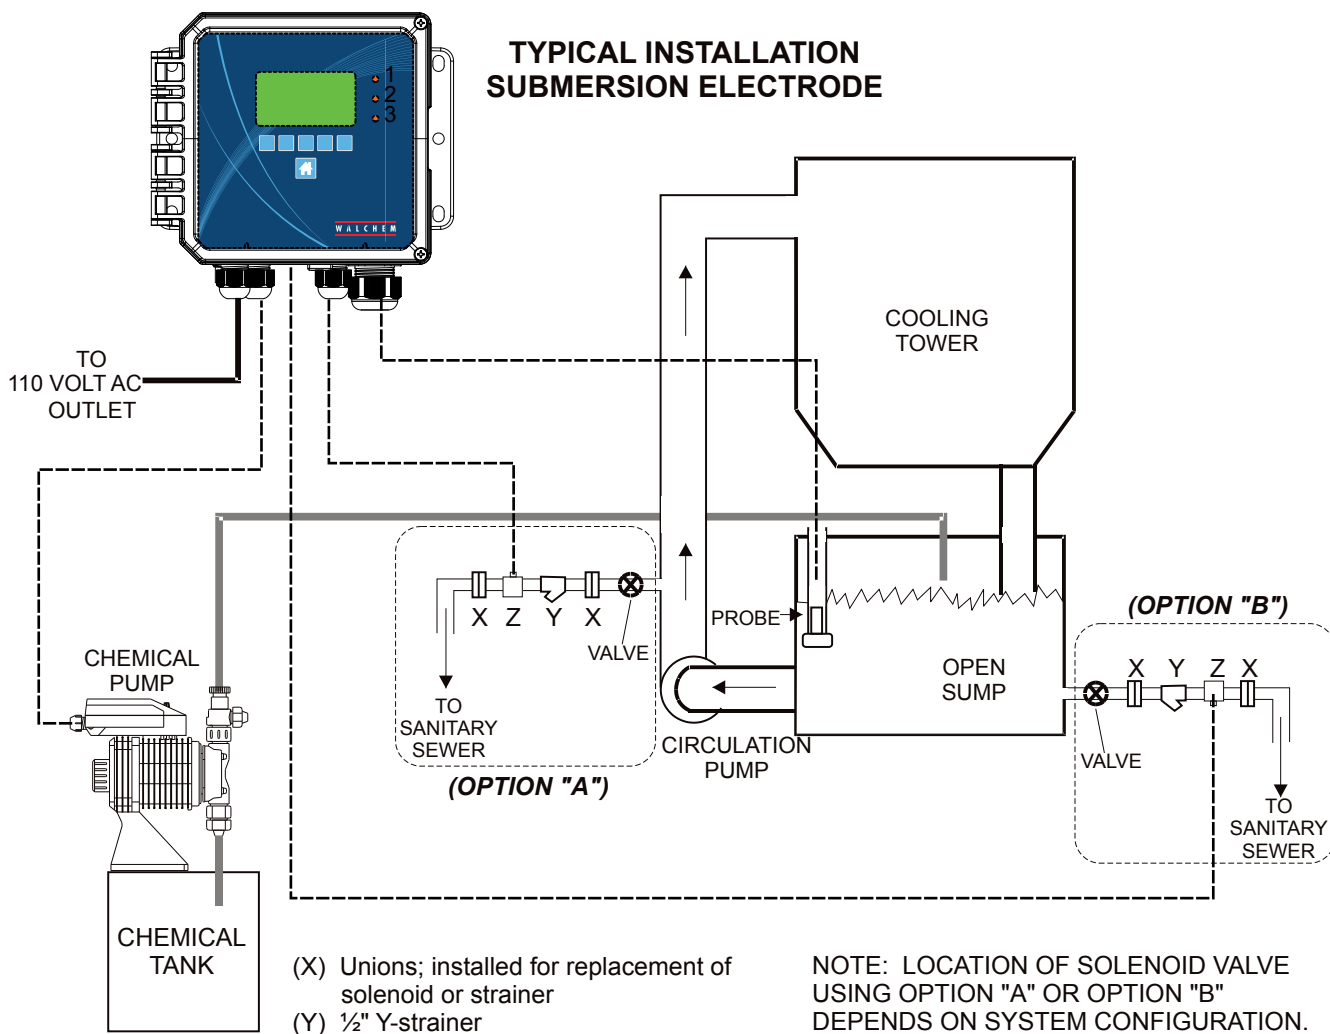 TYPICAL INSTALLATION
SUBMERSION ELECTRODE
1
2
3
WALCHEM
TO
110 VOLT AC
OUTLET
COOLING
TOWER
X Z Y X
VALVE
TO
SANITARY
SEWER
(OPTION "A")
PROBE
OPEN
SUMP
CIRCULATION
PUMP
(OPTION "B")
X Y Z X
VALVE
TO
SANITARY
SEWER
CHEMICAL
PUMP
CHEMICAL
TANK
(X) Unions; installed for replacement of
solenoid or strainer
(Y) ½" Y-strainer
NOTE: LOCATION OF SOLENOID VALVE
USING OPTION "A" OR OPTION "B"
DEPENDS ON SYSTEM CONFIGURATION.